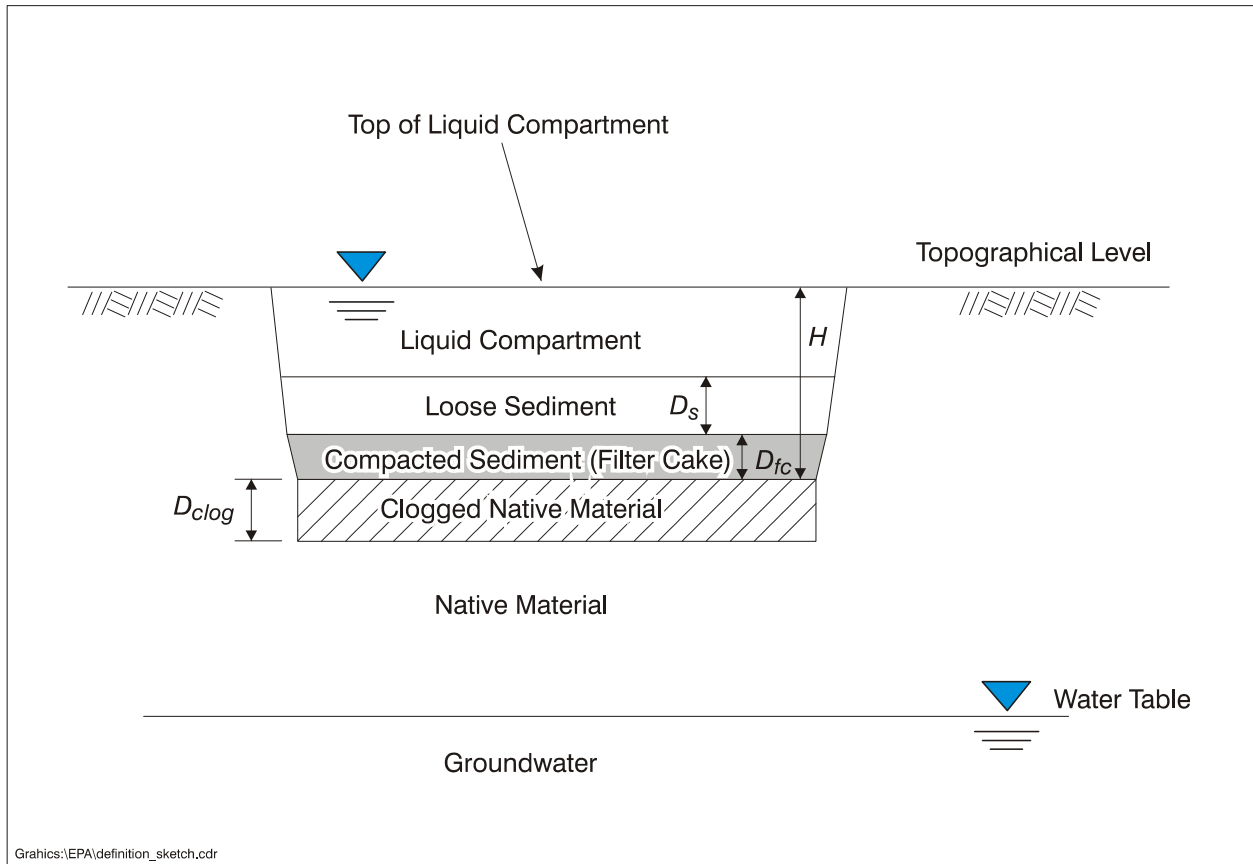 Top of Liquid Compartment
Topographical Level
Liquid Compartment
H
Loose Sediment
Ds
Compacted Sediment (Filter Cake)
Dfc
Dclog
Clogged Native Material
Native Material
Water Table
Groundwater
Grahics:\EPA\definition_sketch.cdr